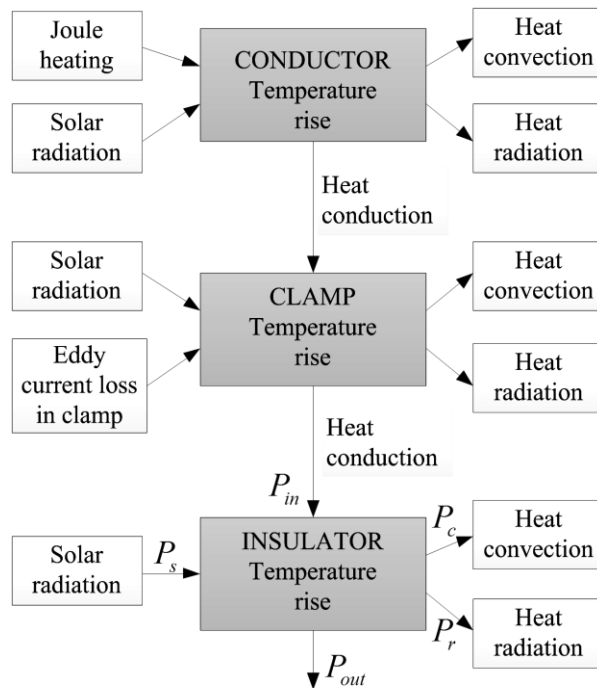 Joule
heating
Solar
radiation
CONDUCTOR
Temperature
rise
Heat
convection
Heat
radiation
Heat
conduction
Solar
radiation
Eddy
current loss
in clamp
CLAMP
Temperature
rise
Heat
convection
Heat
radiation
Heat
conduction
P_in
Solar
radiation
P_s
INSULATOR
Temperature
rise
P_c
Heat
convection
P_r
Heat
radiation
P_out